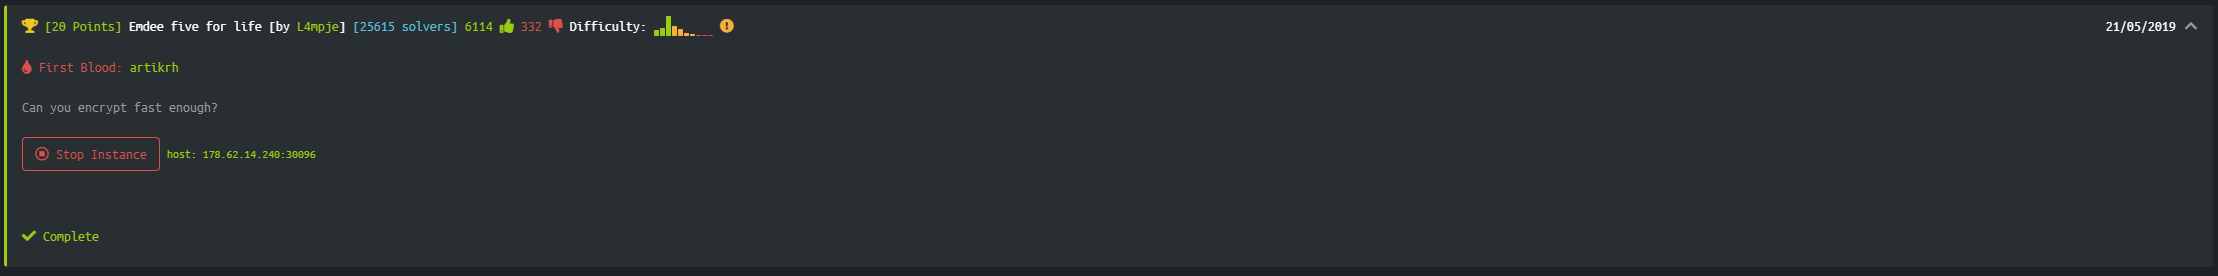 [20 Points] Emdee five for life [by L4mpje] [25615 solvers] 6114 332 Difficulty: 21/05/2019
First Blood: artikrh
Can you encrypt fast enough?
Stop Instance host: 178.62.14.240:30096
Complete